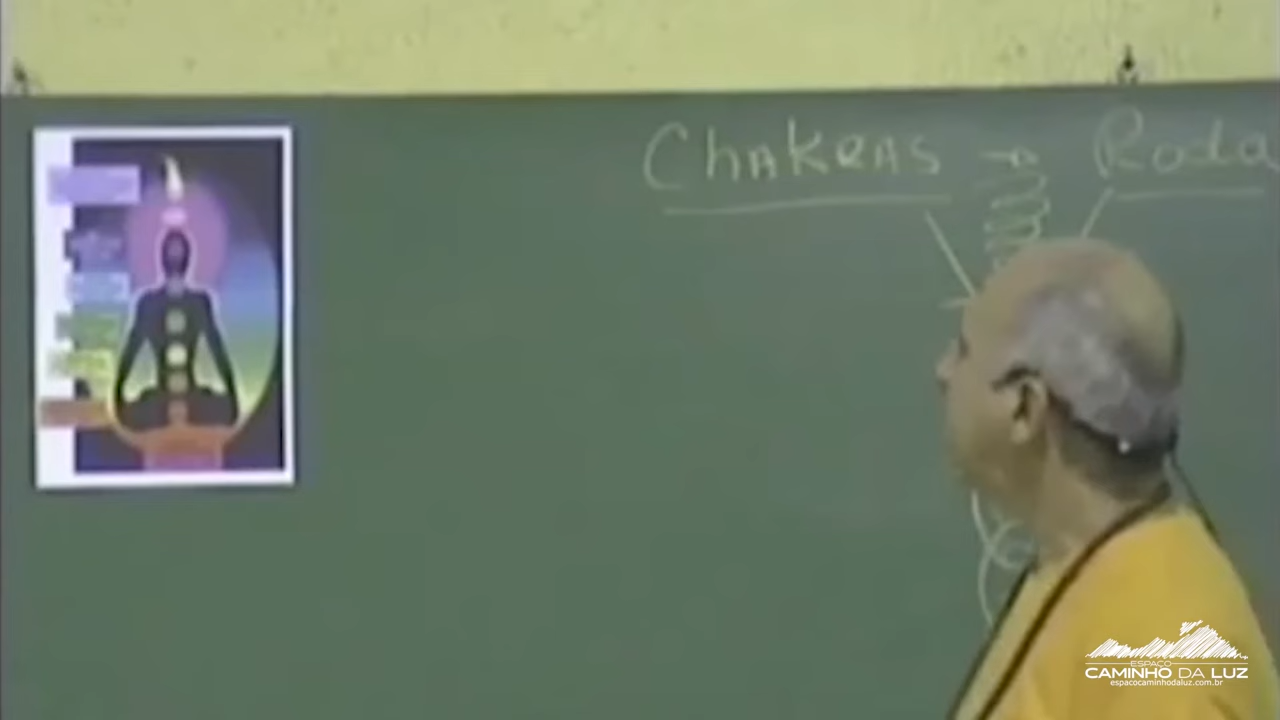 Chakras → Roda
ESPAÇO
CAMINHO DA LUZ
espacocaminhodaluz.com.br